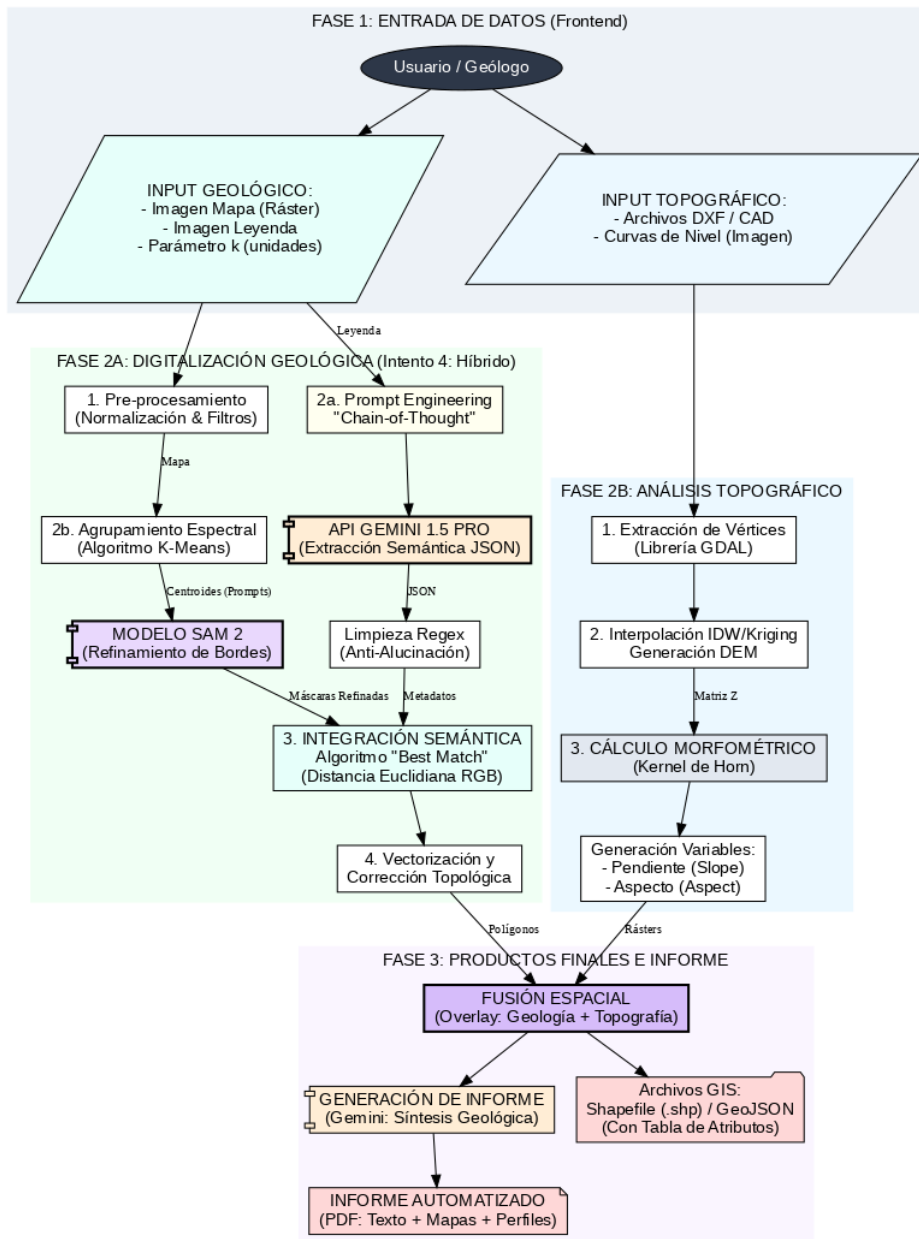 FASE 1: ENTRADA DE DATOS (Frontend)
Usuario / Geólogo
INPUT GEOLÓGICO:
- Imagen Mapa (Ráster)
- Imagen Leyenda
- Parámetro k (unidades)
INPUT TOPOGRÁFICO:
- Archivos DXF / CAD
- Curvas de Nivel (Imagen)
Leyenda
FASE 2A: DIGITALIZACIÓN GEOLÓGICA (Intento 4: Híbrido)
1. Pre-procesamiento
(Normalización & Filtros)
2a. Prompt Engineering
"Chain-of-Thought"
Mapa
2b. Agrupamiento Espectral
(Algoritmo K-Means)
API GEMINI 1.5 PRO
(Extracción Semántica JSON)
Centroides (Prompts)
JSON
MODELO SAM 2
(Refinamiento de Bordes)
Limpieza Regex
(Anti-Alucinación)
Máscaras Refinadas
Metadatos
3. INTEGRACIÓN SEMÁNTICA
Algoritmo "Best Match"
(Distancia Euclidiana RGB)
4. Vectorización y
Corrección Topológica
FASE 2B: ANÁLISIS TOPOGRÁFICO
1. Extracción de Vértices
(Librería GDAL)
2. Interpolación IDW/Kriging
Generación DEM
Matriz Z
3. CÁLCULO MORFOMÉTRICO
(Kernel de Horn)
Generación Variables:
- Pendiente (Slope)
- Aspecto (Aspect)
Polígonos
Rásters
FASE 3: PRODUCTOS FINALES E INFORME
FUSIÓN ESPACIAL
(Overlay: Geología + Topografía)
GENERACIÓN DE INFORME
(Gemini: Síntesis Geológica)
Archivos GIS:
Shapefile (.shp) / GeoJSON
(Con Tabla de Atributos)
INFORME AUTOMATIZADO
(PDF: Texto + Mapas + Perfiles)